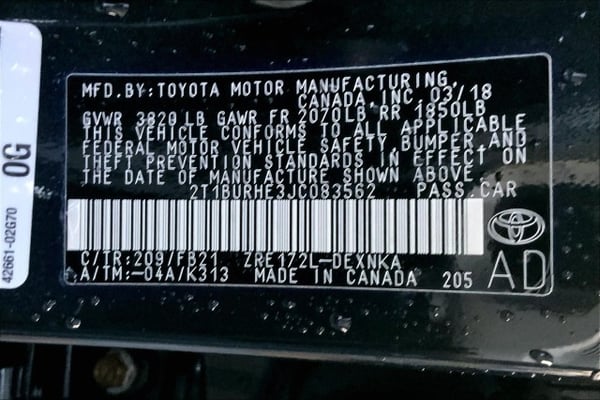 MFD.BY:TOYOTA MOTOR MANUFACTURING,
CANADA,INC. 03/18
GVWR 3820 LB GAWR FR 2070LB RR 1850LB
THIS VEHICLE CONFORMS TO ALL APPLICABLE
FEDERAL MOTOR VEHICLE SAFETY, BUMPER, AND
THEFT PREVENTION STANDARDS IN EFFECT ON
THE DATE OF MANUFACTURE SHOWN ABOVE.
2T1BURHE3JC083562 PASS.CAR
C/TR:209/FB21 ZRE172L-DEXNKA
A/TM:-04A/K313 MADE IN CANADA 205
AD
0G
42661-02G70